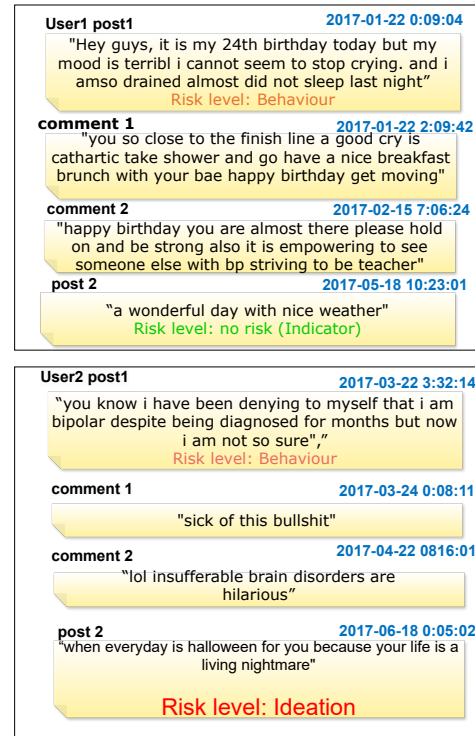 User1 post1
2017-01-22 0:09:04
"Hey guys, it is my 24th birthday today but my
mood is terribl i cannot seem to stop crying. and i
amso drained almost did not sleep last night”
Risk level: Behaviour
comment 1
2017-01-22 2:09:42
"you so close to the finish line a good cry is
cathartic take shower and go have a nice breakfast
brunch with your bae happy birthday get moving"
comment 2
2017-02-15 7:06:24
"happy birthday you are almost there please hold
on and be strong also it is empowering to see
someone else with bp striving to be teacher"
post 2
2017-05-18 10:23:01
“a wonderful day with nice weather"
Risk level: no risk (Indicator)
User2 post1
2017-03-22 3:32:14
“you know i have been denying to myself that i am
bipolar despite being diagnosed for months but now
i am not so sure",”
Risk level: Behaviour
comment 1
2017-03-24 0:08:11
"sick of this bullshit"
comment 2
2017-04-22 0816:01
“lol insufferable brain disorders are
hilarious”
post 2
2017-06-18 0:05:02
“when everyday is halloween for you because your life is a
living nightmare"
Risk level: Ideation